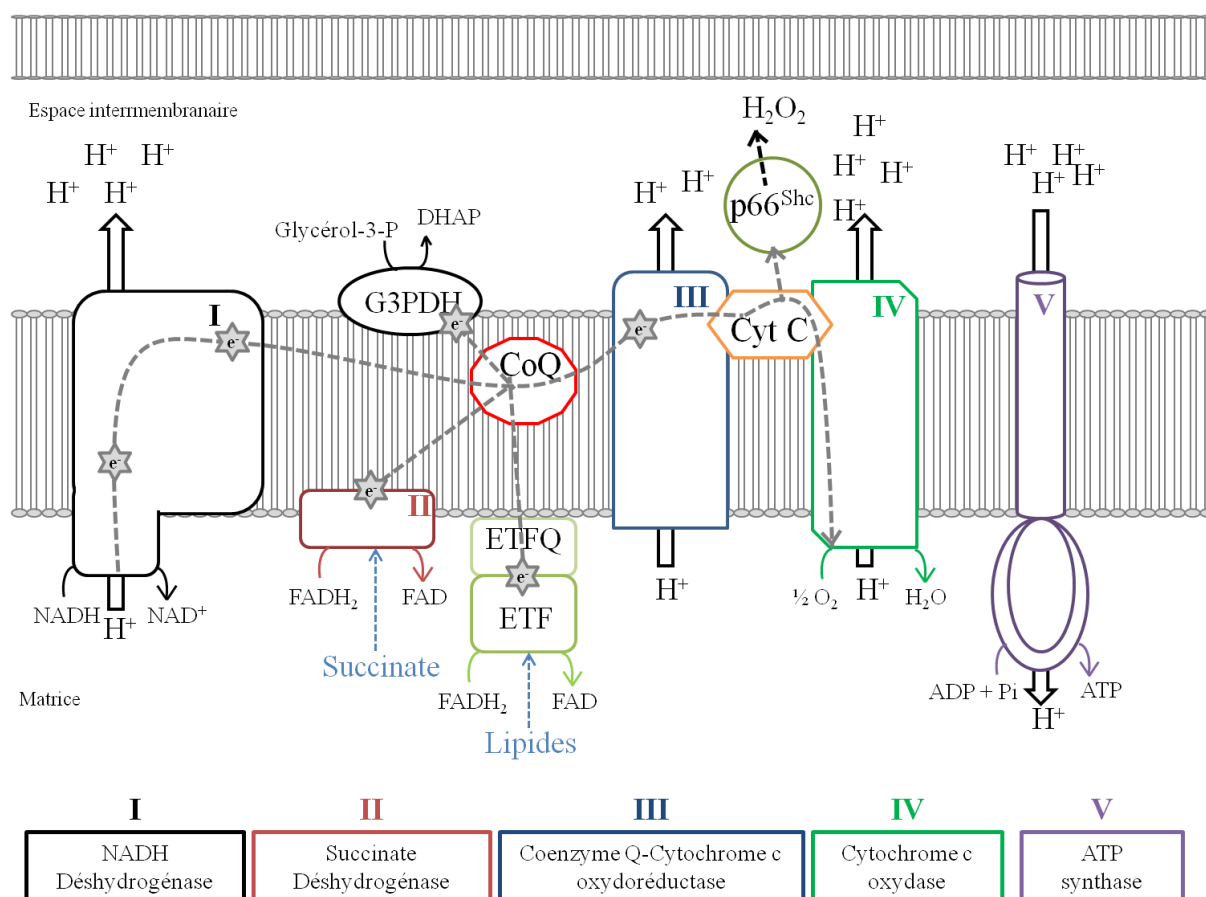 Espace interrmembranaire
H₂O₂
H⁺
H⁺ H⁺
H⁺ H⁺
H⁺ H⁺
H⁺ H⁺
H⁺
H⁺ H⁺
H⁺ H⁺
H⁺ H⁺
p66Shc
Glycérol-3-P
DHAP
G3PDH
I
III
IV
V
e⁻
e⁻
e⁻
CoQ
Cyt C
e⁻
e⁻
II
ETFQ
e⁻
ETF
NADH
H⁺
NAD⁺
FADH₂
FAD
H⁺
½ O₂
H⁺
H₂O
Succinate
FADH₂
FAD
ADP + Pi
ATP
H⁺
Matrice
Lipides
I
II
III
IV
V
NADH
Déshydrogénase
Succinate
Déshydrogénase
Coenzyme Q-Cytochrome c
oxydoréductase
Cytochrome c
oxydase
ATP
synthase